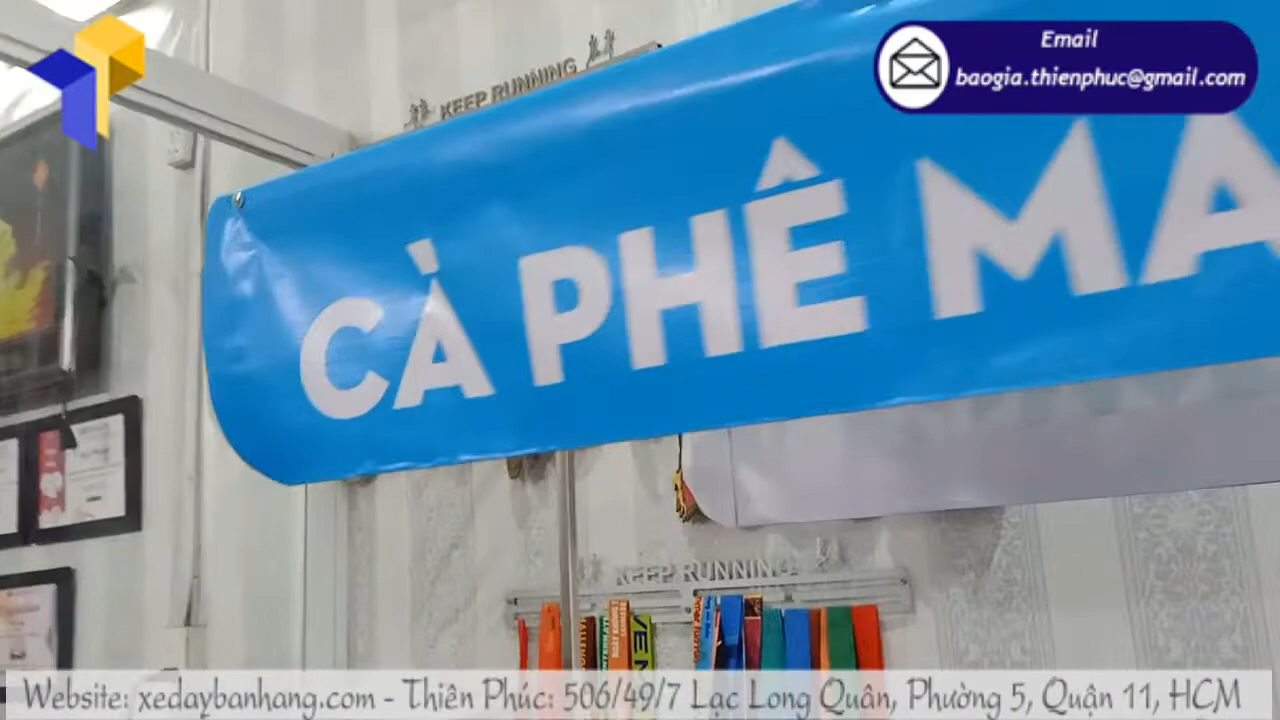 Email
baogia.thienphuc@gmail.com
KEEP RUNNING
CÀ PHÊ MA
KEEP RUNNING
Website: xedaybanhang.com - Thiên Phúc: 506/49/7 Lạc Long Quân, Phường 5, Quận 11, HCM